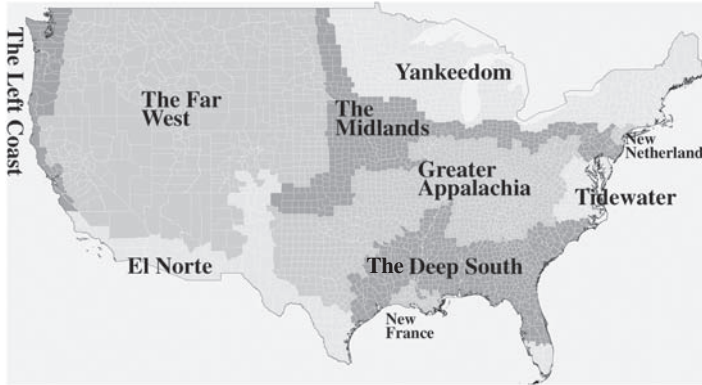 The Left Coast
The Far
West
The
Midlands
Yankeedom
New
Netherland
Greater
Appalachia
Tidewater
El Norte
The Deep South
New
France